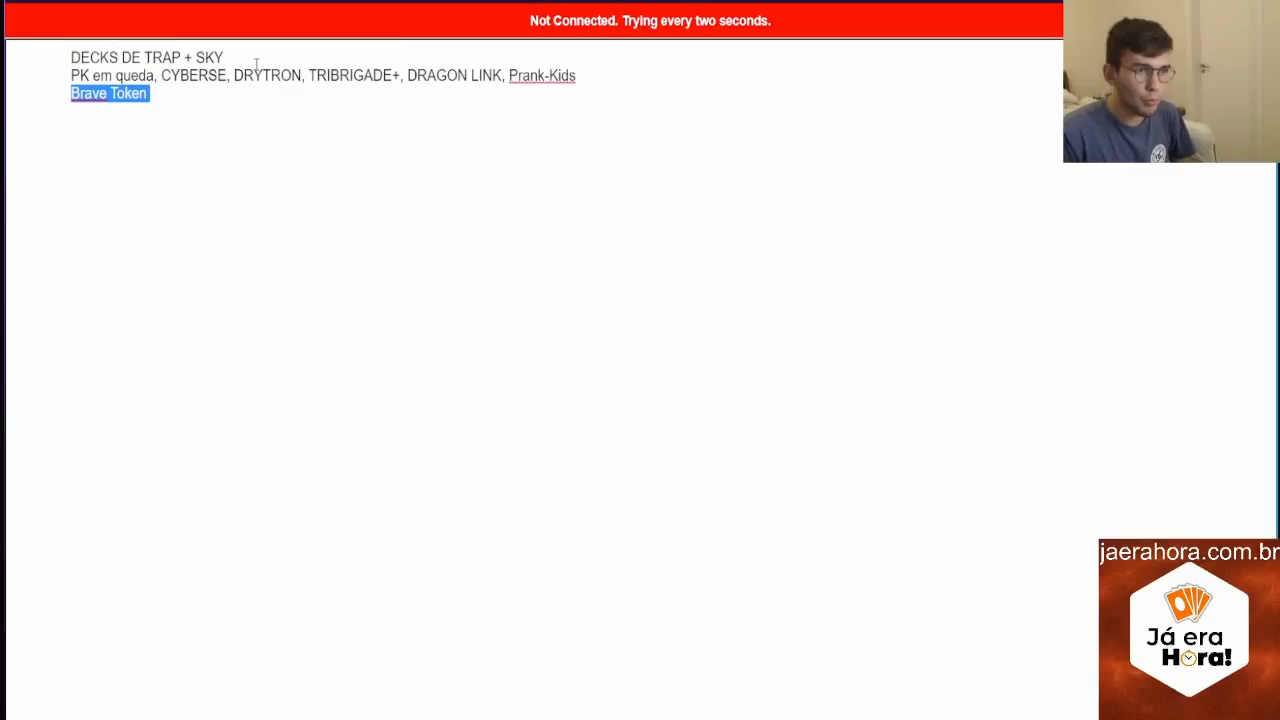 Not Connected. Trying every two seconds.
DECKS DE TRAP + SKY
PK em queda, CYBERSE, DRYTRON, TRIBRIGADE+, DRAGON LINK, Prank-Kids
Brave Token
jaerahora.com.br
Já era
Hora!